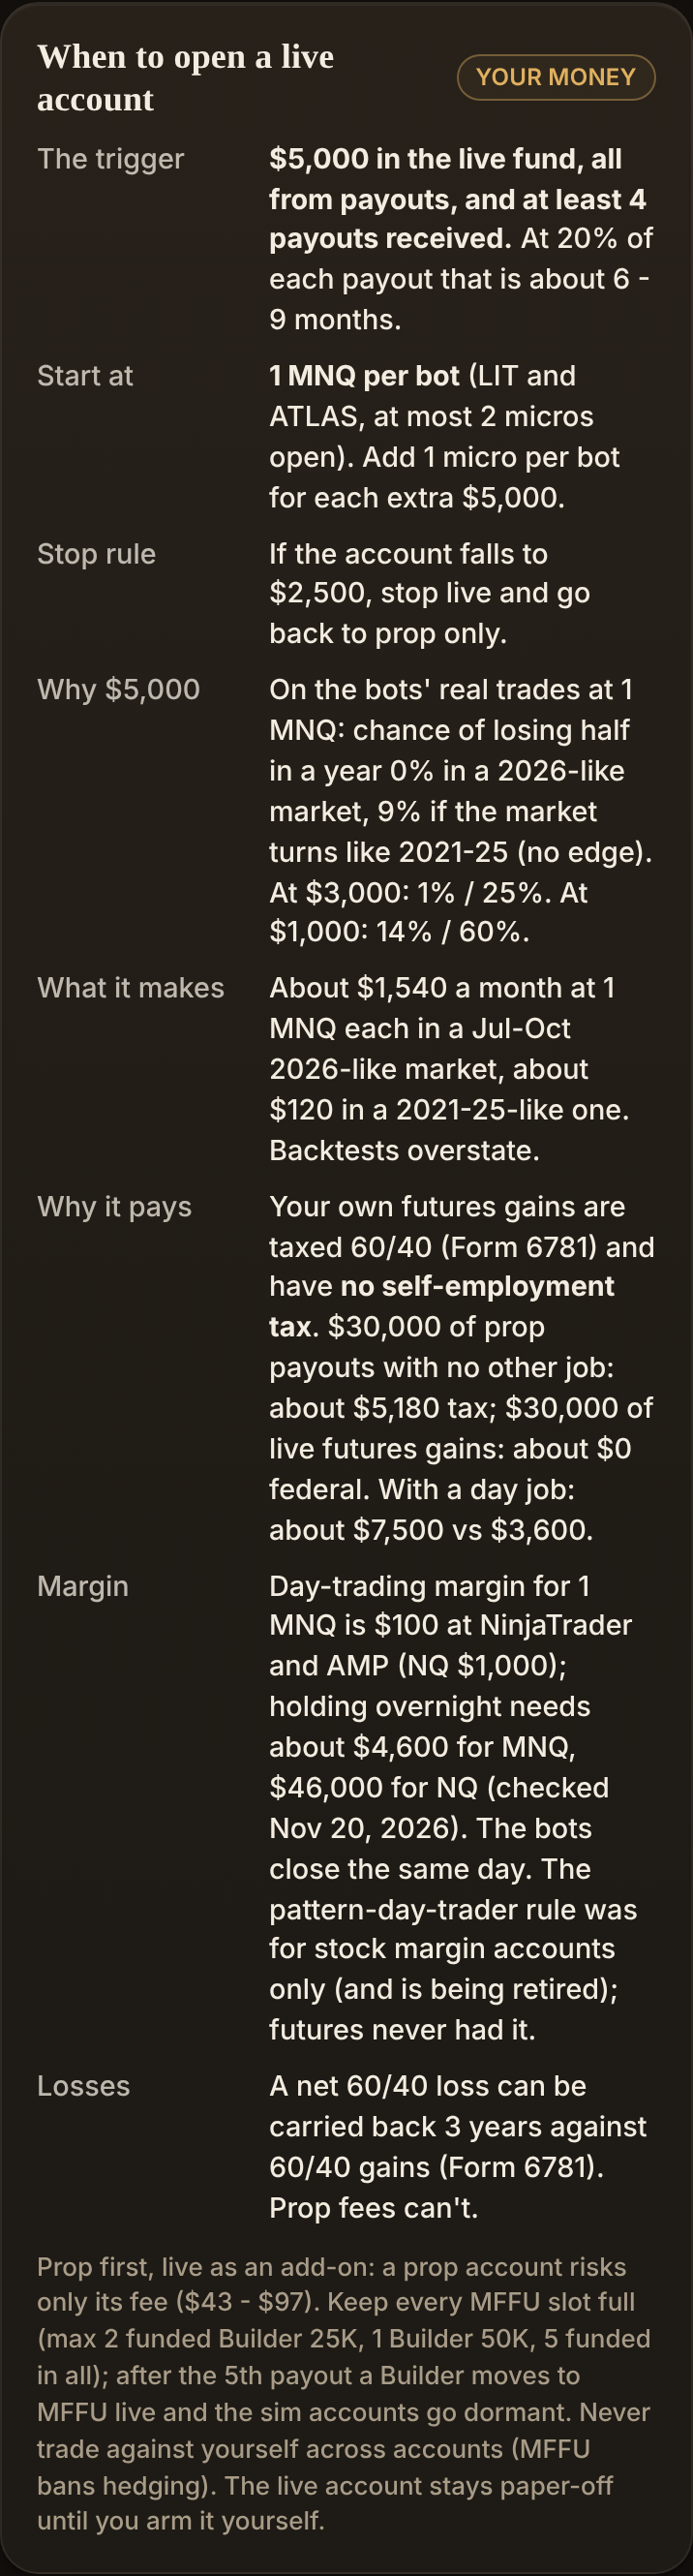 When to open a live
account
YOUR MONEY
The trigger
$5,000 in the live fund, all
from payouts, and at least 4
payouts received. At 20% of
each payout that is about 6 -
9 months.
Start at
1 MNQ per bot (LIT and
ATLAS, at most 2 micros
open). Add 1 micro per bot
for each extra $5,000.
Stop rule
If the account falls to
$2,500, stop live and go
back to prop only.
Why $5,000
On the bots' real trades at 1
MNQ: chance of losing half
in a year 0% in a 2026-like
market, 9% if the market
turns like 2021-25 (no edge).
At $3,000: 1% / 25%. At
$1,000: 14% / 60%.
What it makes
About $1,540 a month at 1
MNQ each in a Jul-Oct
2026-like market, about
$120 in a 2021-25-like one.
Backtests overstate.
Why it pays
Your own futures gains are
taxed 60/40 (Form 6781) and
have no self-employment
tax. $30,000 of prop
payouts with no other job:
about $5,180 tax; $30,000 of
live futures gains: about $0
federal. With a day job:
about $7,500 vs $3,600.
Margin
Day-trading margin for 1
MNQ is $100 at NinjaTrader
and AMP (NQ $1,000);
holding overnight needs
about $4,600 for MNQ,
$46,000 for NQ (checked
Nov 20, 2026). The bots
close the same day. The
pattern-day-trader rule was
for stock margin accounts
only (and is being retired);
futures never had it.
Losses
A net 60/40 loss can be
carried back 3 years against
60/40 gains (Form 6781).
Prop fees can't.
Prop first, live as an add-on: a prop account risks
only its fee ($43 - $97). Keep every MFFU slot full
(max 2 funded Builder 25K, 1 Builder 50K, 5 funded
in all); after the 5th payout a Builder moves to
MFFU live and the sim accounts go dormant. Never
trade against yourself across accounts (MFFU
bans hedging). The live account stays paper-off
until you arm it yourself.